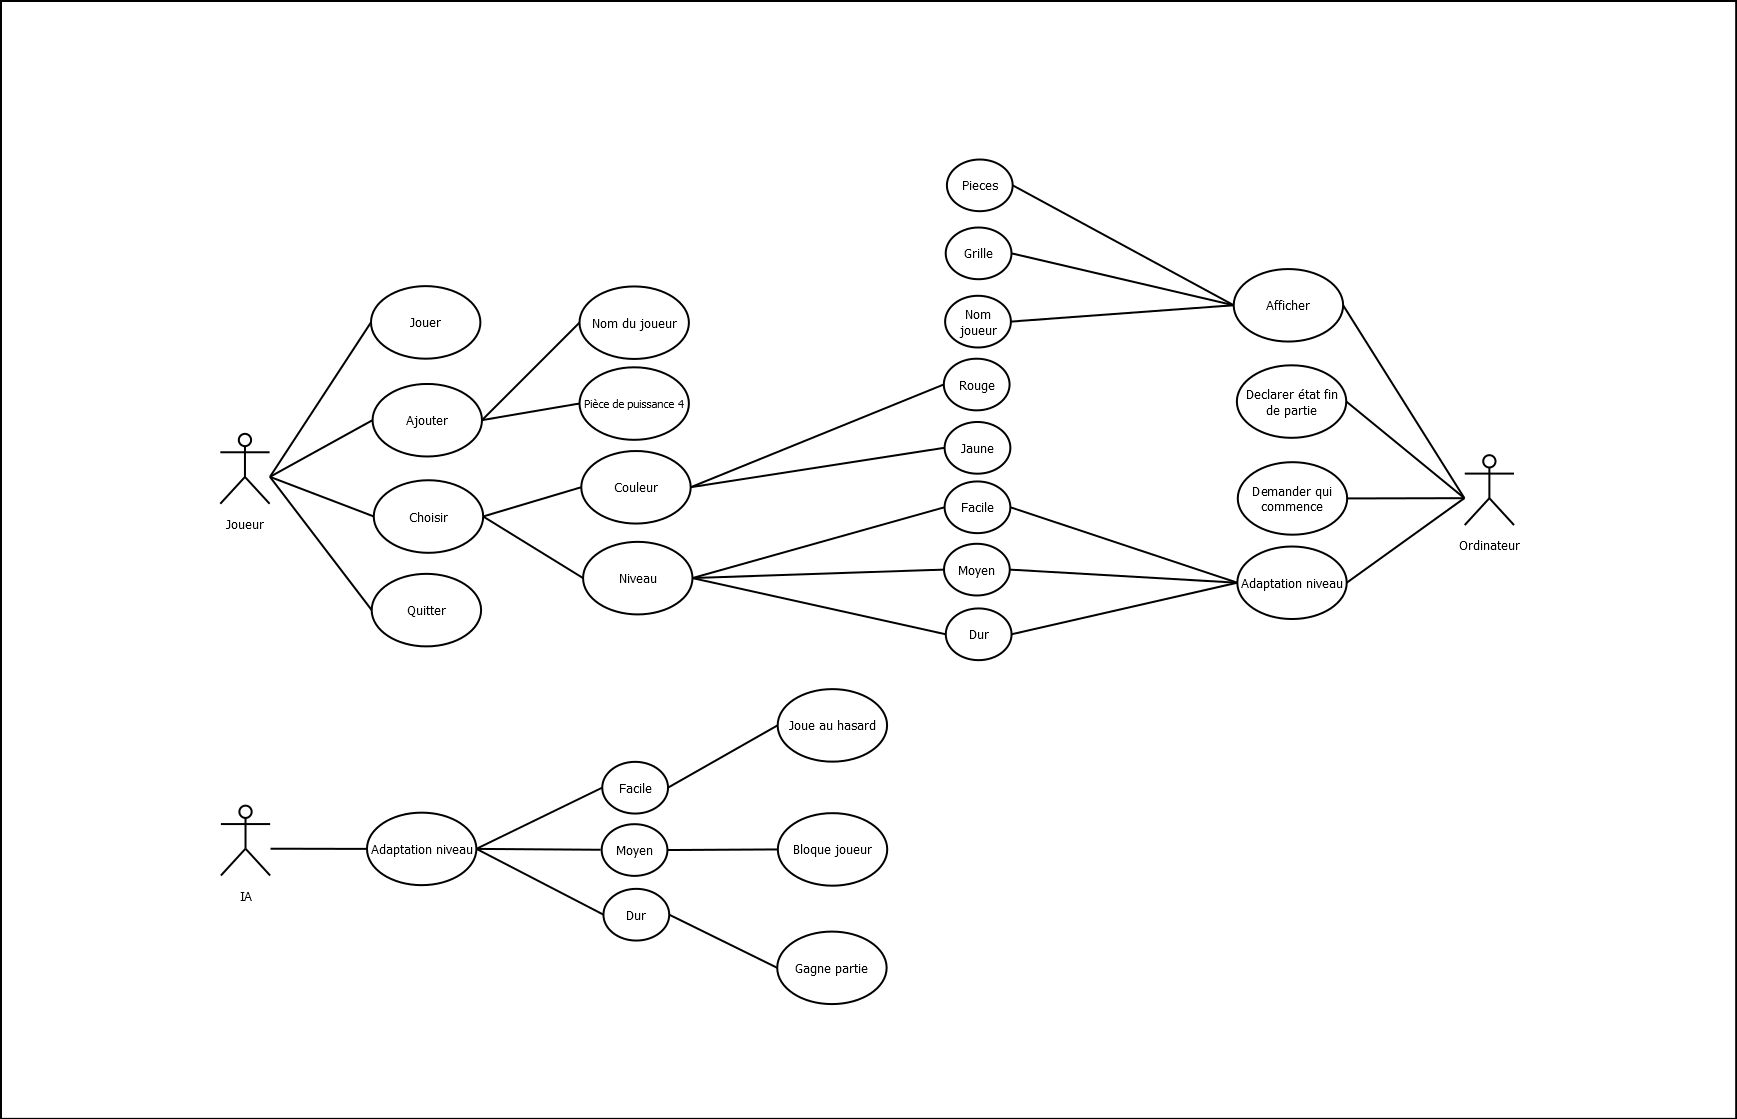 Pieces
Grille
Nom
joueur
Afficher
Jouer
Nom du joueur
Pièce de puissance 4
Ajouter
Rouge
Declarer état fin
de partie
Jaune
Couleur
Choisir
Joueur
Facile
Demander qui
commence
Ordinateur
Moyen
Niveau
Adaptation niveau
Quitter
Dur
Joue au hasard
Facile
Adaptation niveau
Moyen
Bloque joueur
IA
Dur
Gagne partie